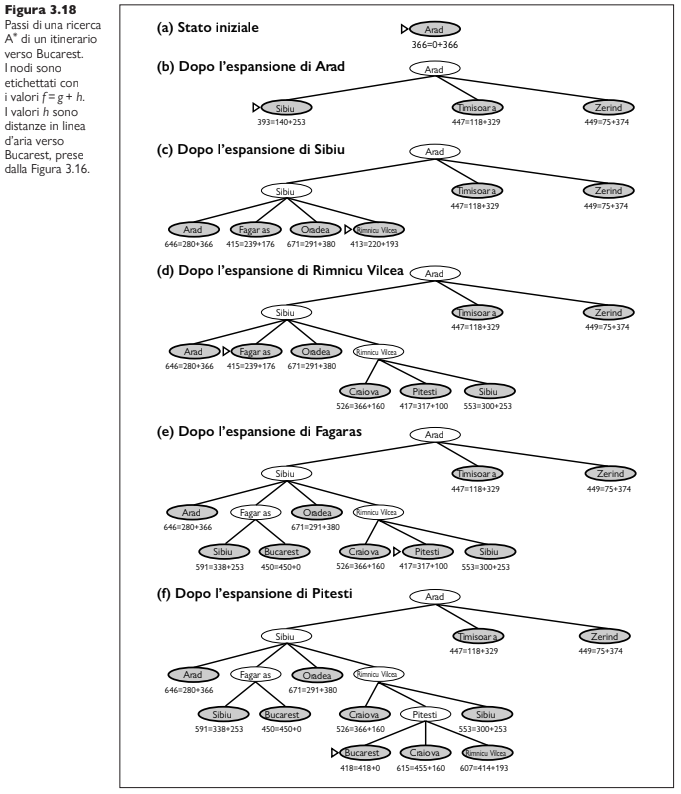 Figura 3.18
Passi di una ricerca
A* di un itinerario
verso Bucarest.
I nodi sono
etichettati con
i valori f = g + h.
I valori h sono
distanze in linea
d'aria verso
Bucarest, prese
dalla Figura 3.16.
(a) Stato iniziale
Arad
366=0+366
(b) Dopo l'espansione di Arad
Arad
Sibiu Timisoara Zerind
393=140+253 447=118+329 449=75+374
(c) Dopo l'espansione di Sibiu
Arad
Sibiu Timisoara Zerind
447=118+329 449=75+374
Arad Fagaras Oradea Rimnicu Vilcea
646=280+366 415=239+176 671=291+380 413=220+193
(d) Dopo l'espansione di Rimnicu Vilcea
Arad
Sibiu Timisoara Zerind
447=118+329 449=75+374
Arad Fagaras Oradea Rimnicu Vilcea
646=280+366 415=239+176 671=291+380
Craiova Pitesti Sibiu
526=366+160 417=317+100 553=300+253
(e) Dopo l'espansione di Fagaras
Arad
Sibiu Timisoara Zerind
447=118+329 449=75+374
Arad Fagaras Oradea Rimnicu Vilcea
646=280+366 671=291+380
Sibiu Bucarest Craiova Pitesti Sibiu
591=338+253 450=450+0 526=366+160 417=317+100 553=300+253
(f) Dopo l'espansione di Pitesti
Arad
Sibiu Timisoara Zerind
447=118+329 449=75+374
Arad Fagaras Oradea Rimnicu Vilcea
646=280+366 671=291+380
Sibiu Bucarest Craiova Pitesti Sibiu
591=338+253 450=450+0 526=366+160 553=300+253
Bucarest Craiova Rimnicu Vilcea
418=418+0 615=455+160 607=414+193